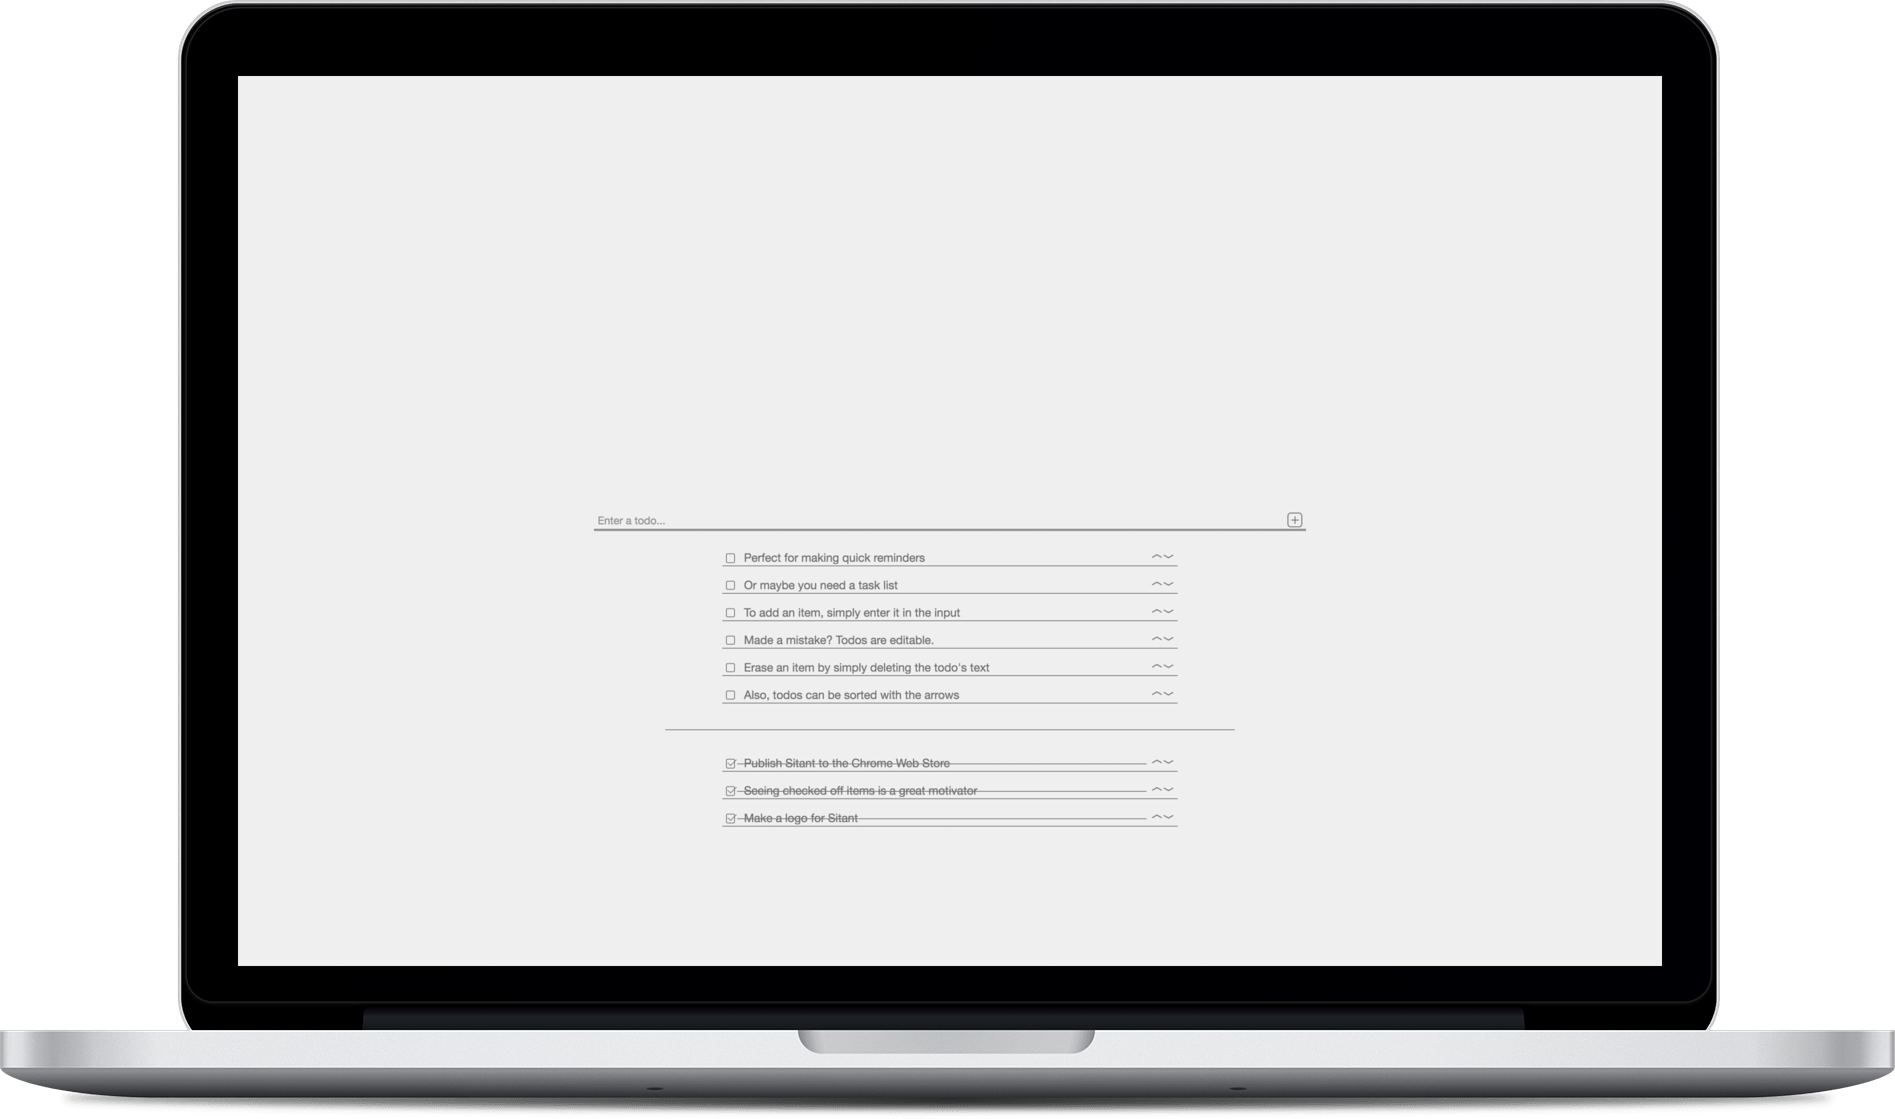 Enter a todo...
Perfect for making quick reminders
Or maybe you need a task list
To add an item, simply enter it in the input
Made a mistake? Todos are editable.
Erase an item by simply deleting the todo's text
Also, todos can be sorted with the arrows
Publish Sitant to the Chrome Web Store
Seeing checked off items is a great motivator
Make a logo for Sitant